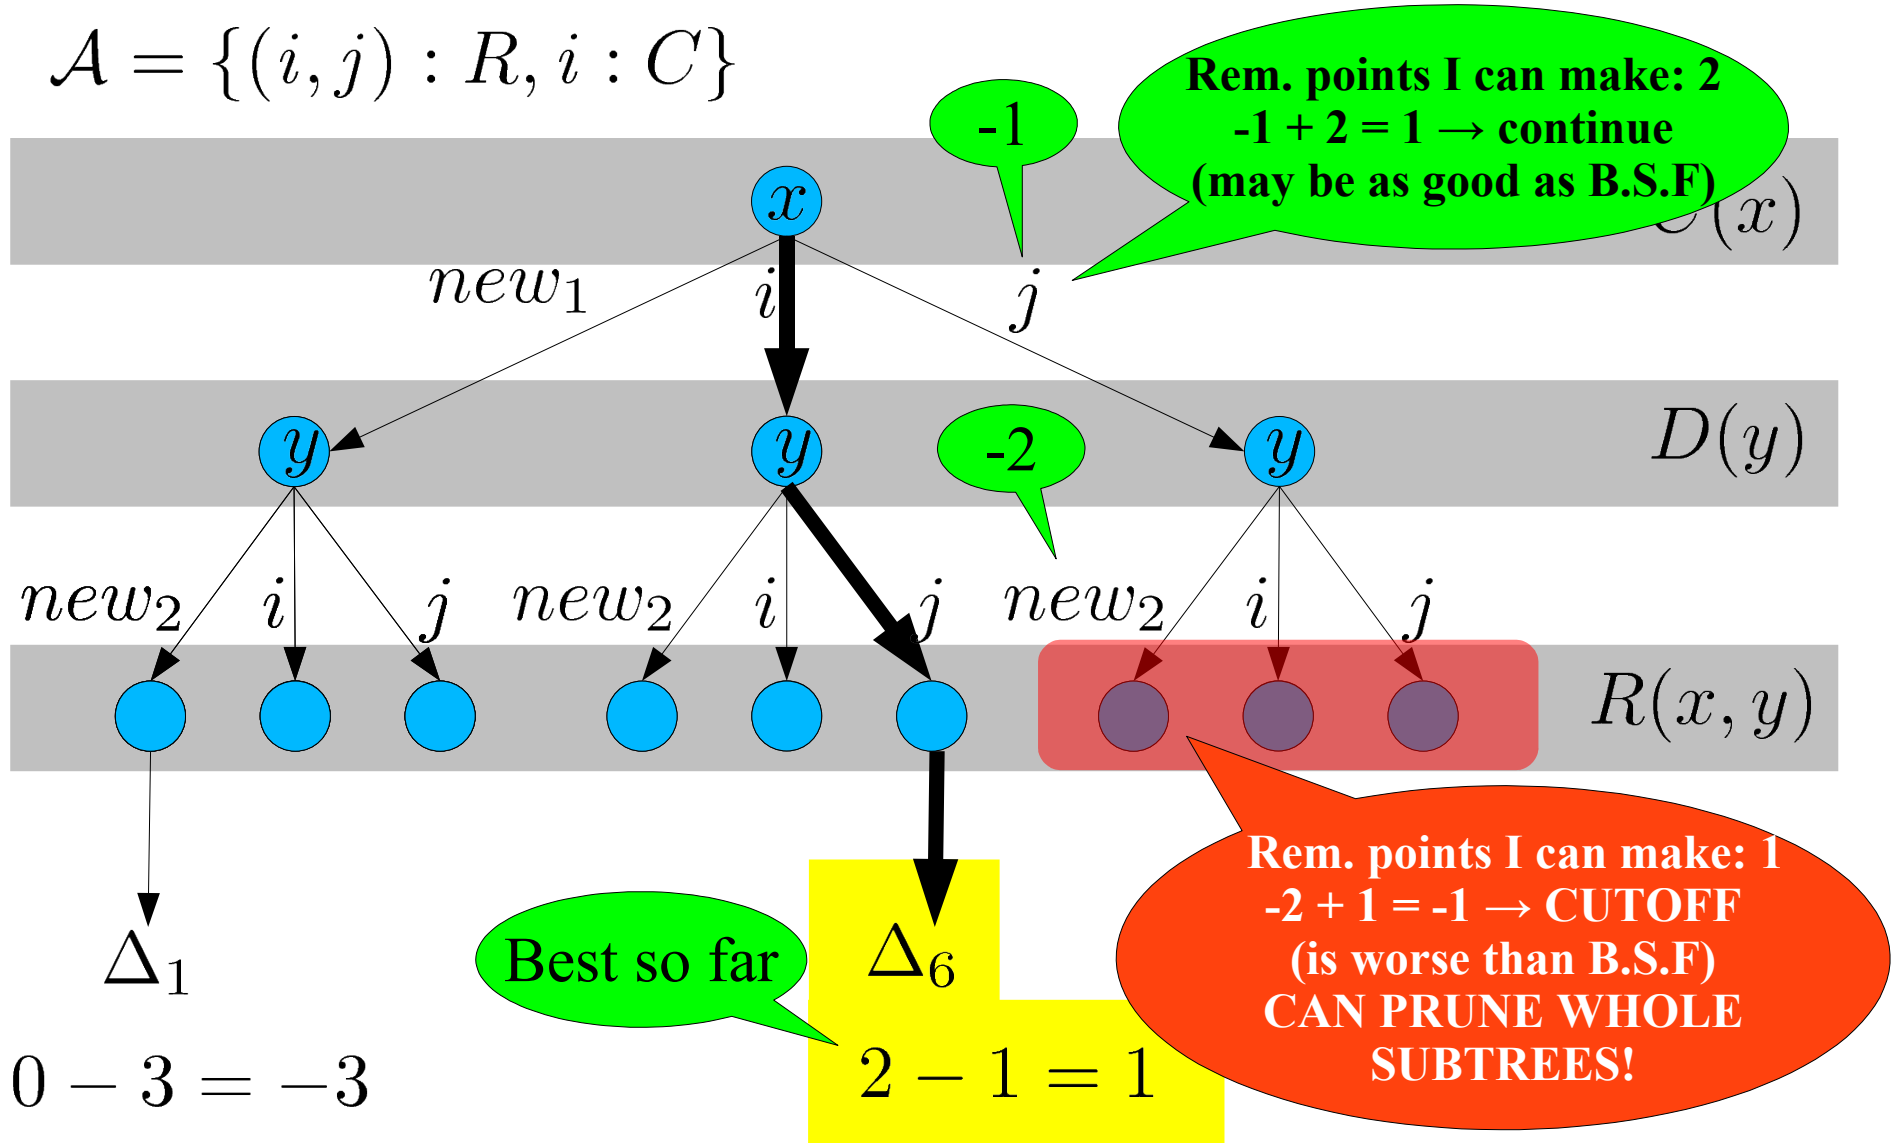 𝒜 = {(i, j) : R, i : C}
Rem. points I can make: 2
-1 + 2 = 1 → continue
(may be as good as B.S.F)
-1
x
(x)
new₁
i
j
y
y
y
D(y)
-2
new₂
i
j
new₂
i
j
new₂
i
j
R(x, y)
Rem. points I can make: 1
-2 + 1 = -1 → CUTOFF
(is worse than B.S.F)
CAN PRUNE WHOLE
SUBTREES!
Best so far
Δ₁
Δ₆
0 − 3 = −3
2 − 1 = 1